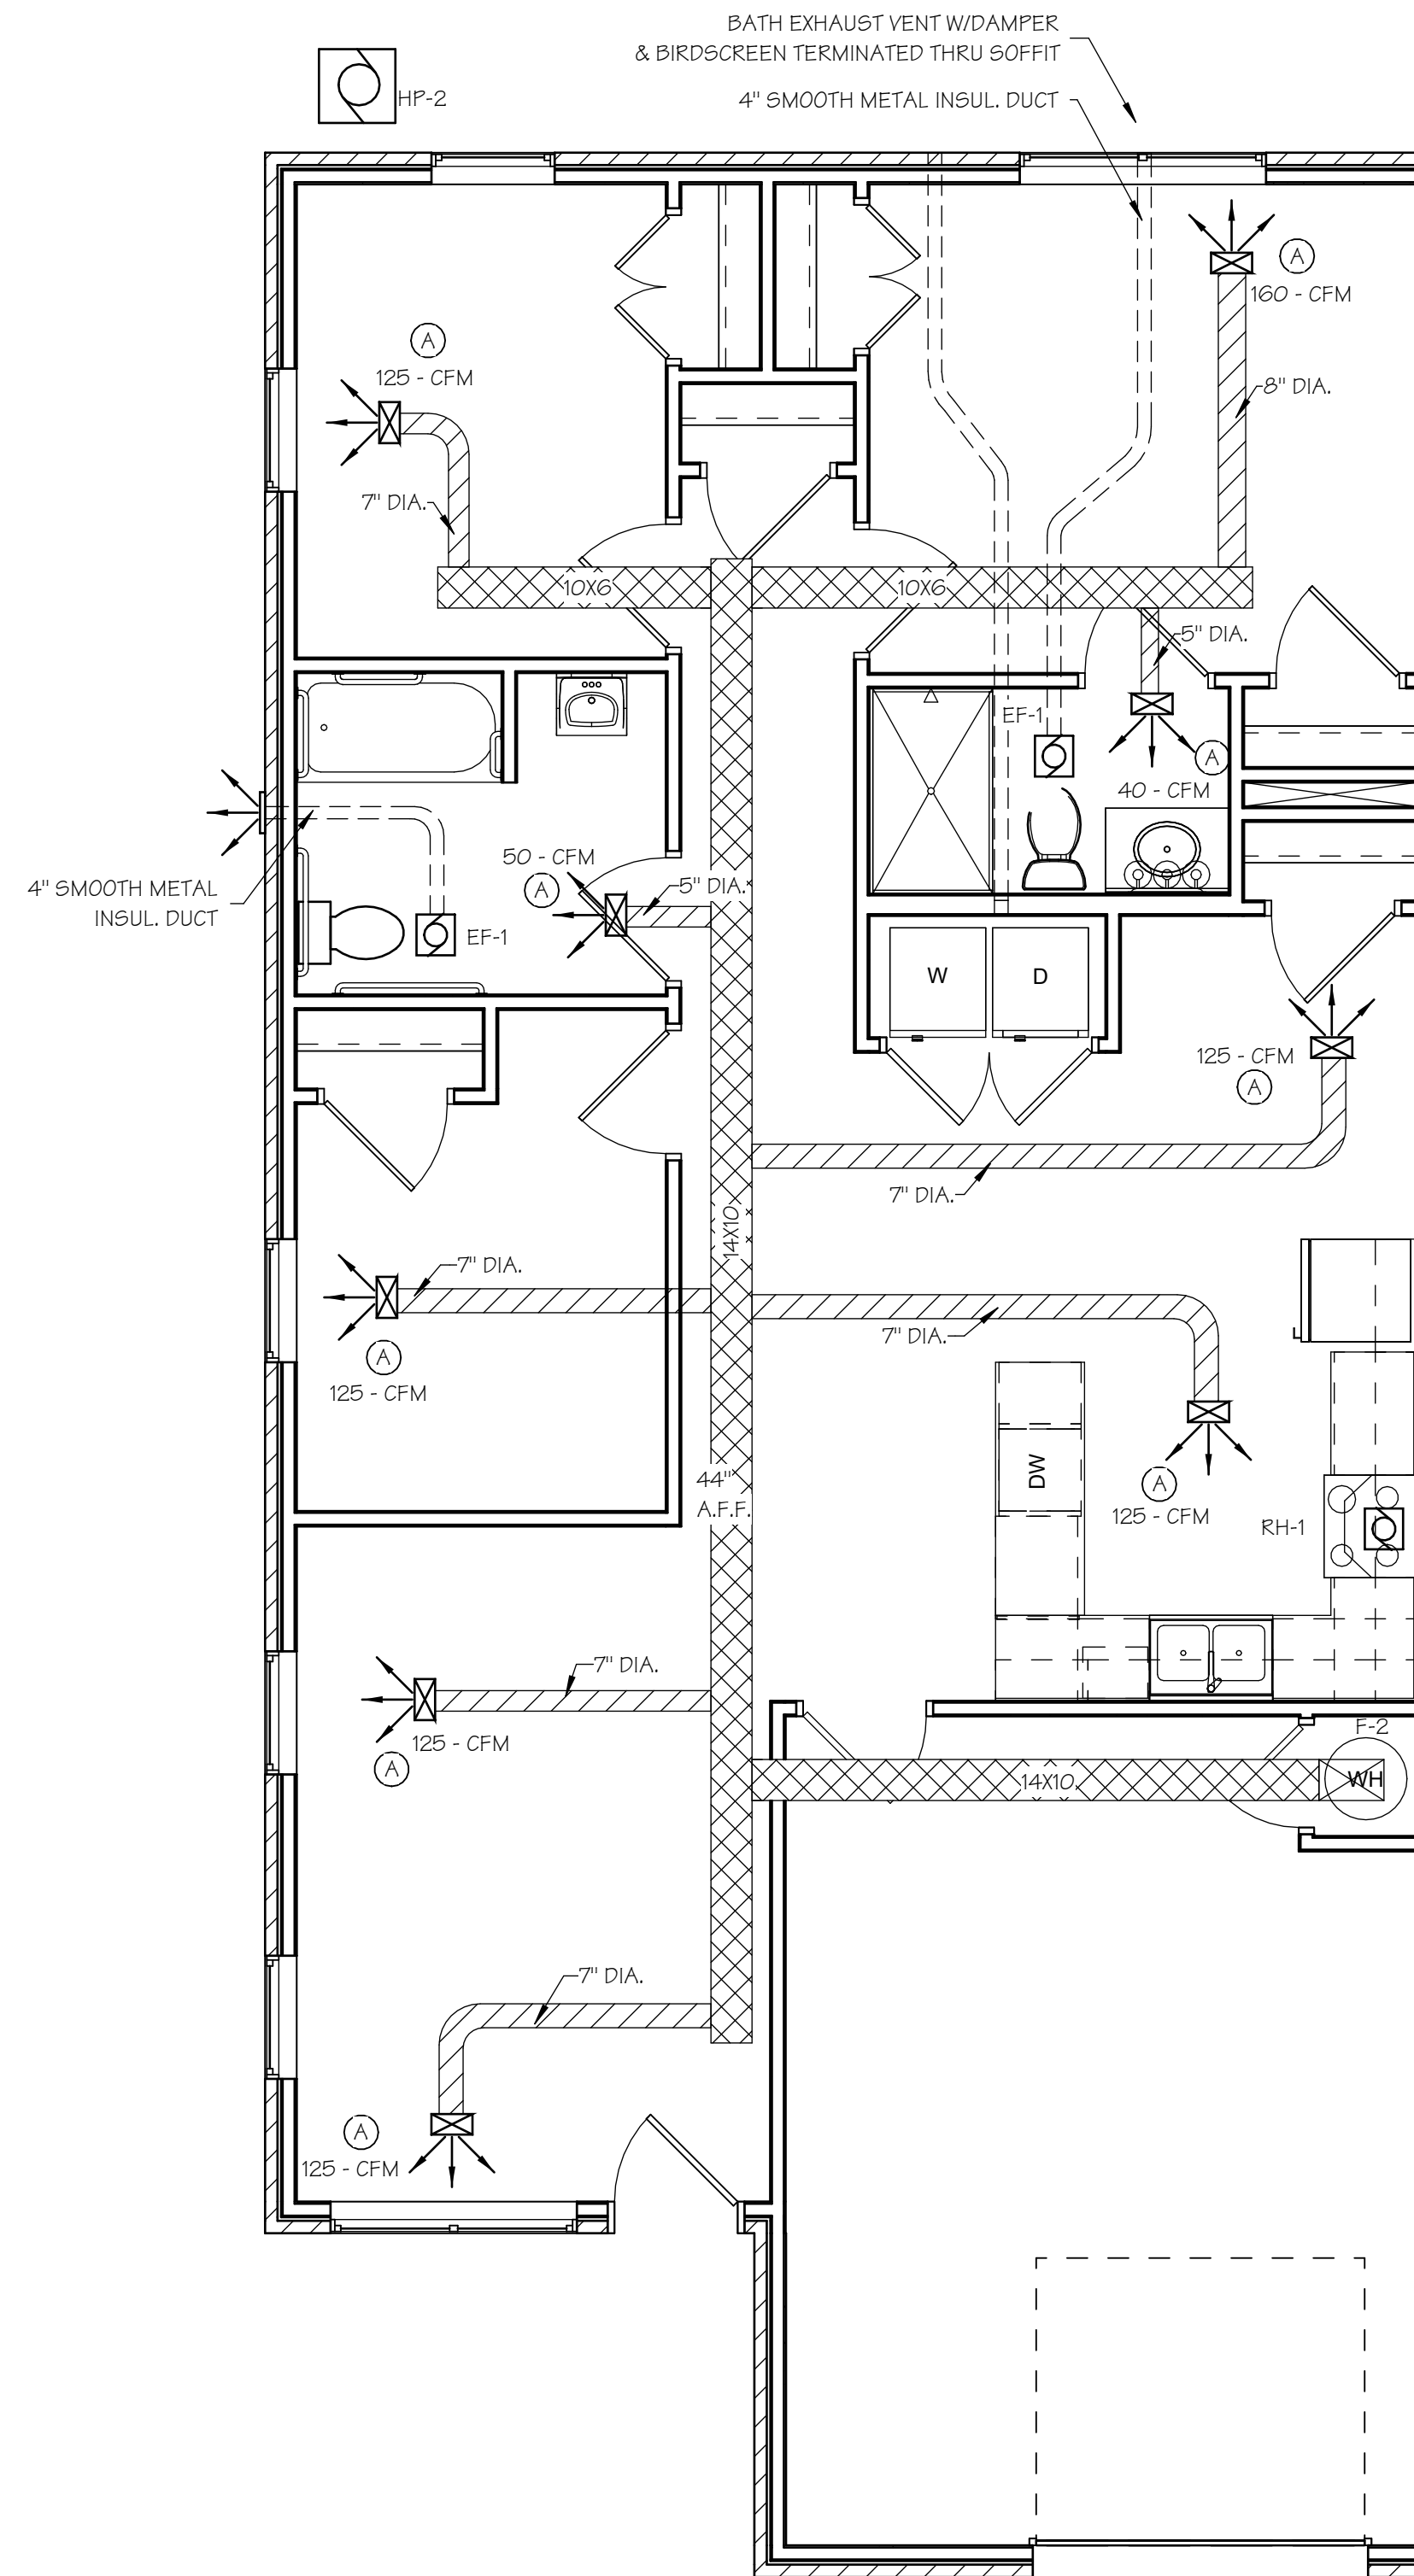 BATH EXHAUST VENT W/DAMPER
& BIRDSCREEN TERMINATED THRU SOFFIT
HP-2
4" SMOOTH METAL INSUL. DUCT
A
160 - CFM
A
125 - CFM
8" DIA.
7" DIA.
10X6
10X6
5" DIA.
EF-1
A
40 - CFM
50 - CFM
A
5" DIA.
4" SMOOTH METAL
INSUL. DUCT
EF-1
W
D
125 - CFM
A
7" DIA.
14X10
7" DIA.
7" DIA.
A
125 - CFM
44"
A.F.F.
DW
A
125 - CFM
RH-1
7" DIA.
125 - CFM
A
F-2
14X10
WH
7" DIA.
A
125 - CFM